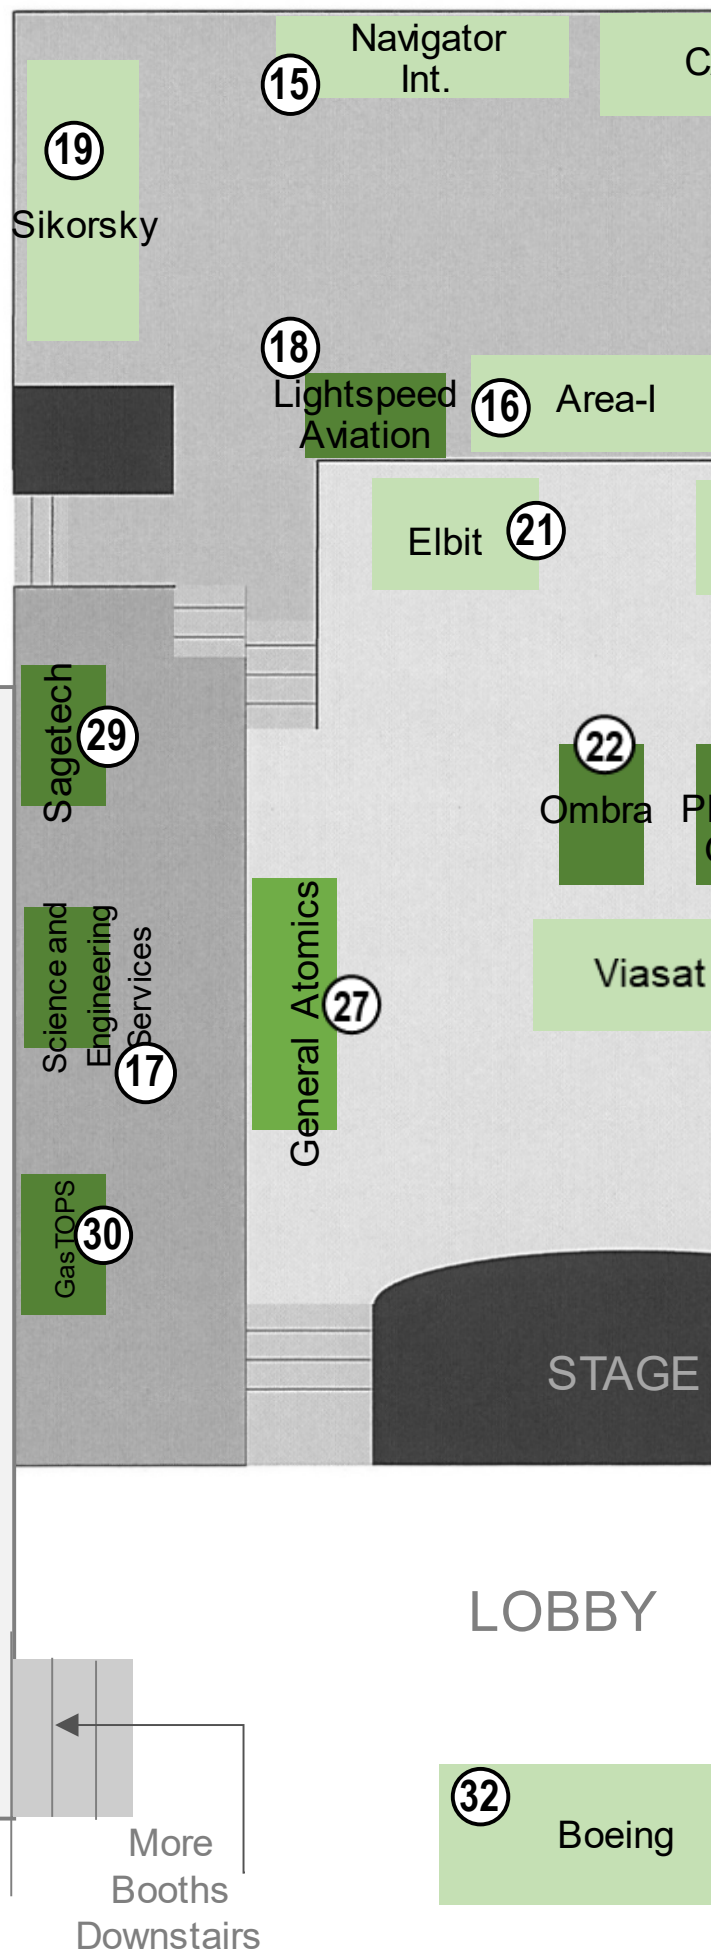 Navigator
Int.
15
C
19
Sikorsky
18
Lightspeed
Aviation
16
Area-I
Elbit
21
Sagetech
29
22
Ombra
Science and
Engineering
Services
17
General Atomics
27
Viasat
GasTOPS
30
STAGE
LOBBY
32
Boeing
More
Booths
Downstairs